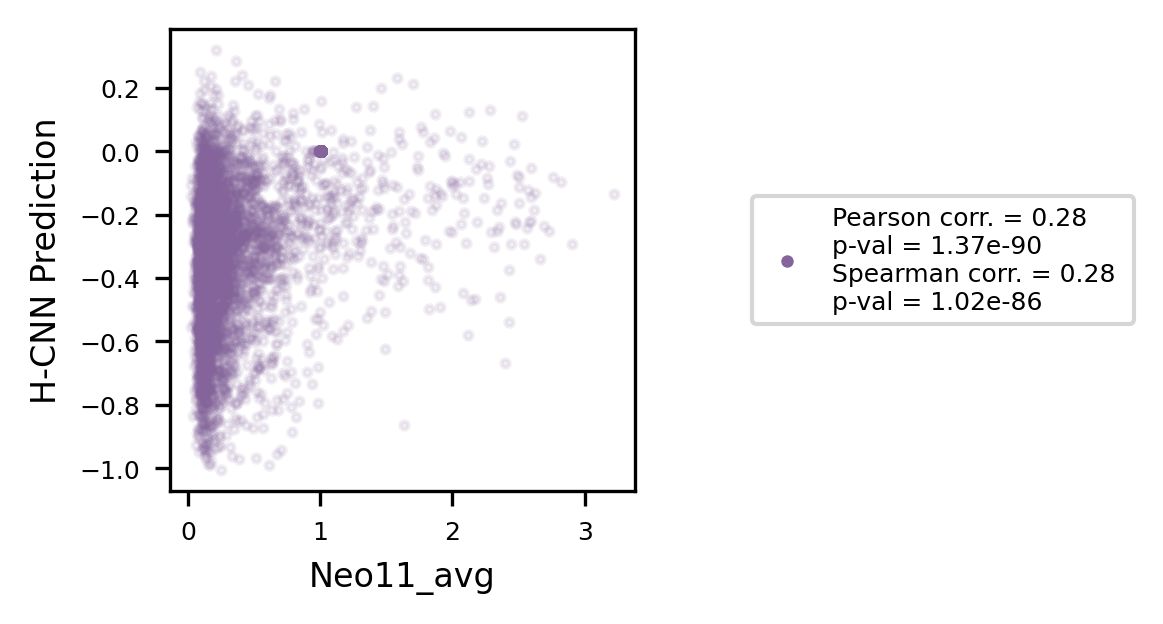 0.2
0.0
−0.2
−0.4
−0.6
−0.8
−1.0
H-CNN Prediction
0 1 2 3
Neo11_avg
Pearson corr. = 0.28
p-val = 1.37e-90
Spearman corr. = 0.28
p-val = 1.02e-86